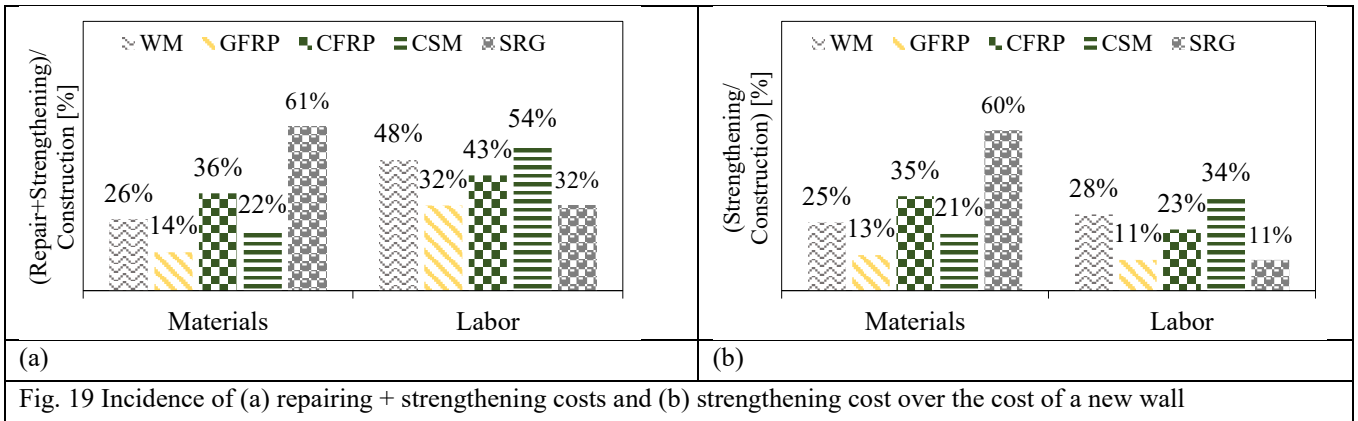 (Repair+Strengthening)/
Construction [%]
WM GFRP CFRP CSM SRG
26%
14%
36%
22%
61%
48%
32%
43%
54%
32%
Materials Labor
(a)
(Strengthening/
Construction) [%]
WM GFRP CFRP CSM SRG
25%
13%
35%
21%
60%
28%
11%
23%
34%
11%
Materials Labor
(b)
Fig. 19 Incidence of (a) repairing + strengthening costs and (b) strengthening cost over the cost of a new wall